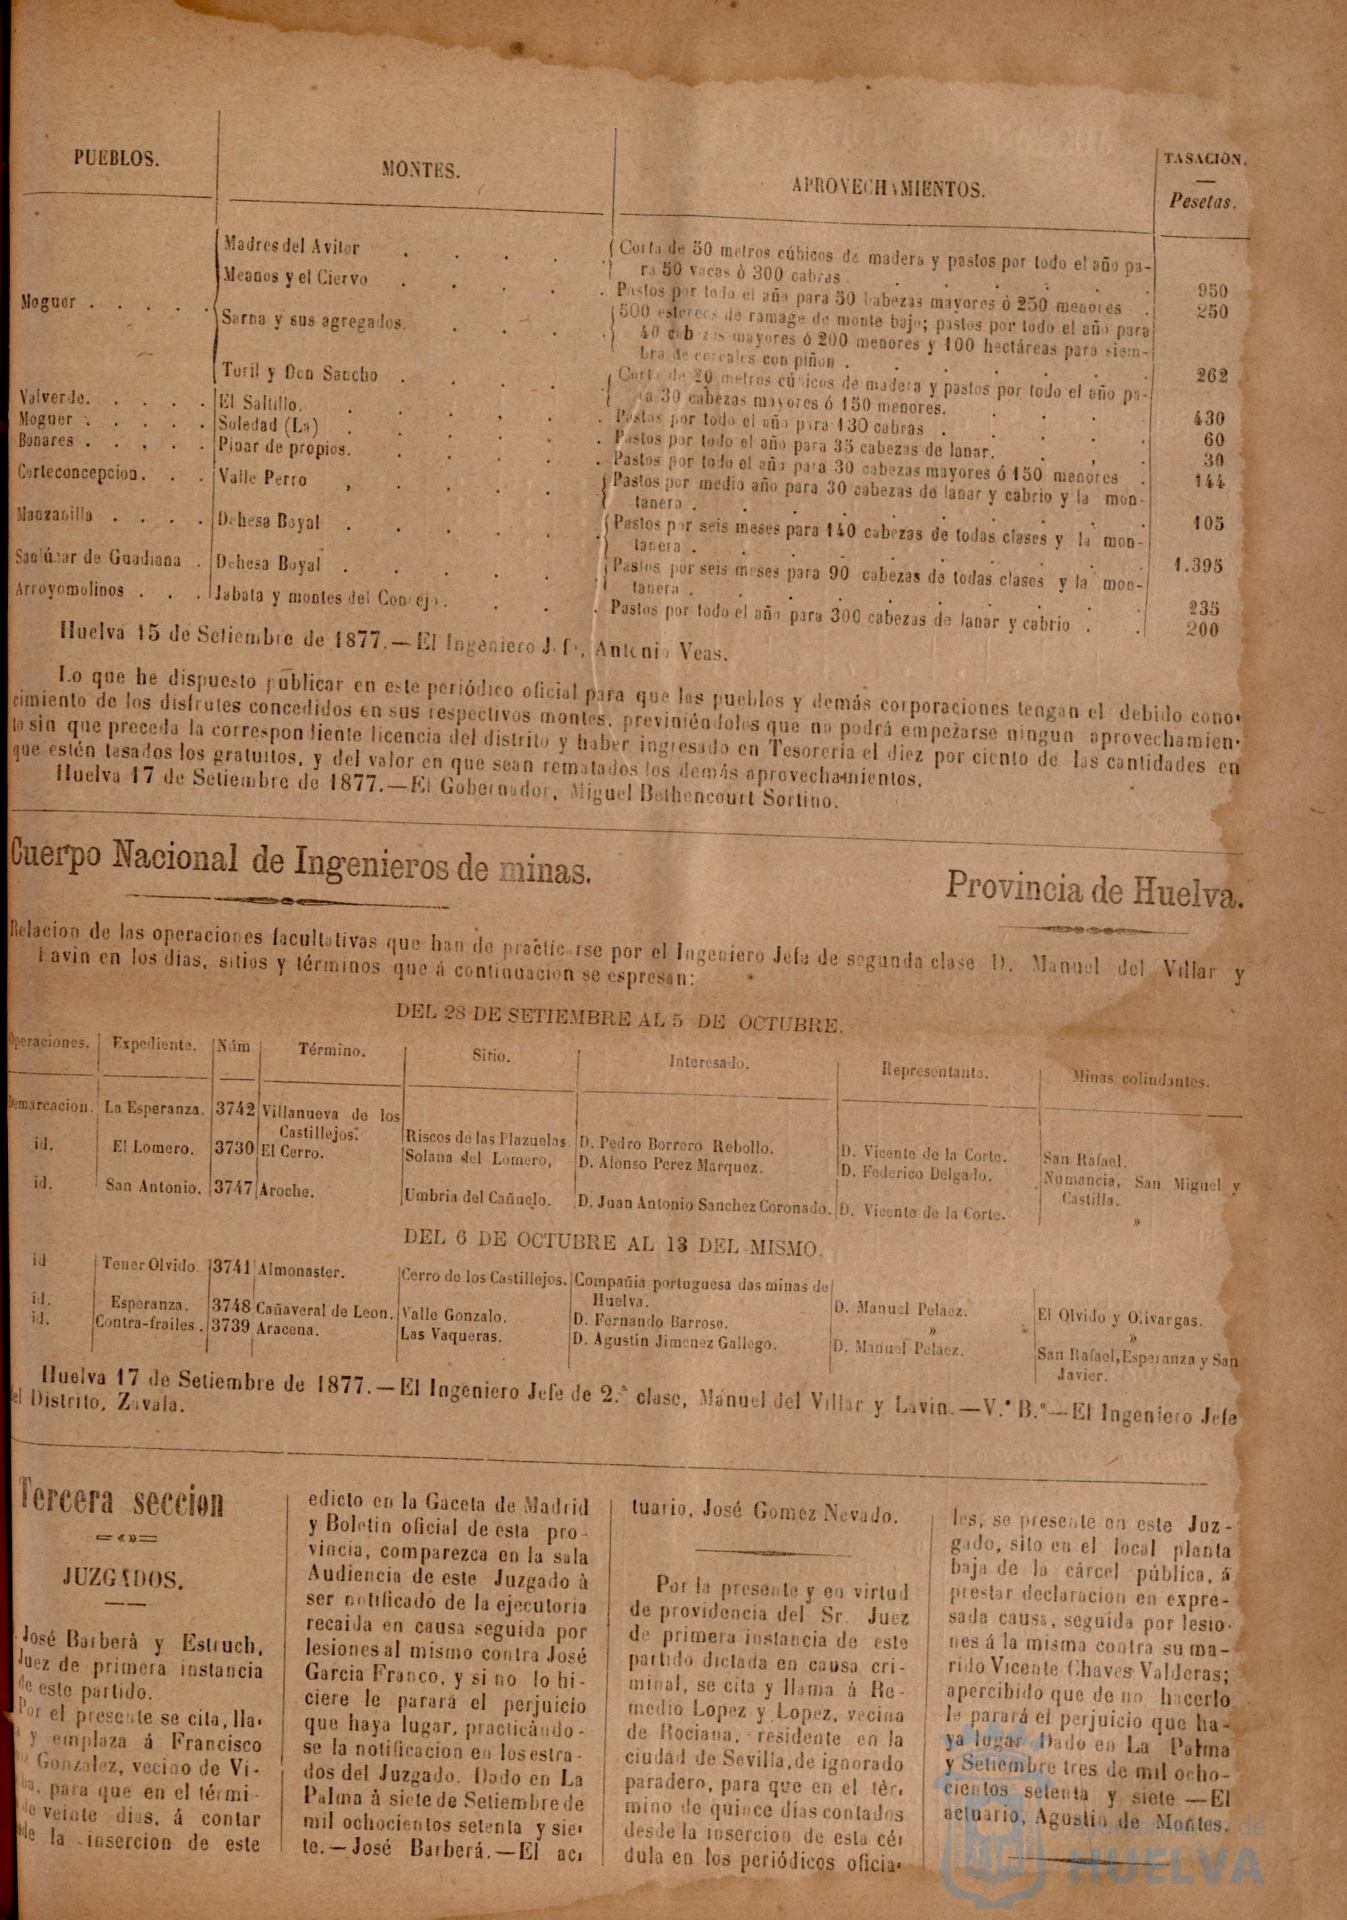 PUEBLOS. MONTES. APROVECHAMIENTOS. TASACION.
Pesetas.
Moguer . . . . Madres del Avitor . . . . Corta de 50 metros cúbicos de madera y pastos por todo el año pa-
ra 50 vacas ò 300 cabras . . . . 950
Meanos y el Ciervo . . . . Pastos por todo el año para 50 babezas mayores ó 250 menores . 250
Sarna y sus agregados. . . . 500 estereos de ramage de monte bajo; pastos por todo el año para
40 cabezas mayores ó 200 menores y 100 hectáreas para siem-
bra de cereales con piñon . . . . 262
Toril y Don Sancho . . . . Corta de 20 metros cúbicos de madera y pastos por todo el año pa-
ra 30 cabezas mayores ó 150 menores. . . . 430
Valverde. . . . . El Saltillo. . . . . Pastos por todo el año para 130 cabras . . . . 60
Moguer . . . . . Soledad (La) . . . . Pastos por todo el año para 35 cabezas de lanar. . . . 30
Bonares . . , . . Pinar de propios. . . . Pastos por todo el año para 30 cabezas mayores ó 150 menores . 144
Corteconcepcion. . . Valle Perro , . . . Pastos por medio año para 30 cabezas de lanar y cabrio y la mon-
tanera . . . . 105
Manzanilla . . . . Dehesa Boyal . . . . Pastos por seis meses para 140 cabezas de todas clases y la mon-
tanera . . . . 1.395
Sanlúcar de Guadiana . Dehesa Boyal . . . . Pastos por seis meses para 90 cabezas de todas clases y la mon-
tanera . . . . 235
Arroyomolinos . . . Jabata y montes del Concejo. . . . Pastos por todo el año para 300 cabezas de lanar y cabrio . . 200
Huelva 15 de Setiembre de 1877.—El Ingeniero Jefe, Antonio Veas.
Lo que he dispuesto públicar en este periódico oficial para que los pueblos y demás corporaciones tengan el debido cono-
cimiento de los disfrutes concedidos en sus respectivos montes, previniéndoles que no podrá empezarse ningun aprovechamien-
to sin que preceda la correspondiente licencia del distrito y haber ingresado en Tesorería el diez por ciento de las cantidades en
que estén tasados los gratuitos, y del valor en que sean rematados los demás aprovechamientos.
Huelva 17 de Setiembre de 1877.—El Gobernador, Miguel Bethencourt Sortino.
Cuerpo Nacional de Ingenieros de minas. Provincia de Huelva.
Relacion de las operaciones facultativas que han de practicarse por el Ingeniero Jefe de segunda clase D. Manuel del Villar y
Lavin en los dias, sitios y términos que á continuacion se espresan:
DEL 28 DE SETIEMBRE AL 5 DE OCTUBRE.
Operaciones. Expediente. Núm Término. Sitio. Interesado. Representante. Minas colindantes.
Demarcacion. La Esperanza. 3742 Villanueva de los
Castillejos. Riscos de las Plazuelas. D. Pedro Borrero Rebollo. D. Vicente de la Corte. San Rafael.
id. El Lomero. 3730 El Cerro. Solana del Lomero, D. Alonso Perez Marquez. D. Federico Delgado. Numancia, San Miguel y
Castilla.
id. San Antonio. 3747 Aroche. Umbria del Cañuelo. D. Juan Antonio Sanchez Coronado. D. Vicente de la Corte. »
DEL 6 DE OCTUBRE AL 13 DEL MISMO.
id Tener Olvido. 3741 Almonaster. Cerro de los Castillejos. Compañia portuguesa das minas de
Huelva. D. Manuel Pelaez. El Olvido y Olivargas.
id. Esperanza. 3748 Cañaveral de Leon. Valle Gonzalo. D. Fernando Barroso. » »
id. Contra-frailes. 3739 Aracena. Las Vaqueras. D. Agustin Jimenez Gallego. D. Manuel Pelaez. San Rafael, Esperanza y San
Javier.
Huelva 17 de Setiembre de 1877.—El Ingeniero Jefe de 2.ª clase, Manuel del Villar y Lavin.—V.º B.º—El Ingeniero Jefe
del Distrito, Zavala.
Tercera seccion
JUZGADOS.
José Barberà y Estruch,
Juez de primera instancia
de este partido.
Por el presente se cita, lla-
y emplaza á Francisco
Gonzalez, vecino de Vi-
para que en el térmi-
de veinte dias, á contar
de la insercion de este
edicto en la Gaceta de Madrid
y Boletin oficial de esta pro-
vincia, comparezca en la sala
Audiencia de este Juzgado à
ser notificado de la ejecutoria
recaida en causa seguida por
lesiones al mismo contra José
Garcia Franco, y si no lo hi-
ciere le parará el perjuicio
que haya lugar, practicàndo-
se la notificacion en los estra-
dos del Juzgado. Dado en La
Palma à siete de Setiembre de
mil ochocientos setenta y sie-
te.—José Barberá.—El ac-
tuario, José Gomez Nevado.
Por la presente y en virtud
de providencia del Sr. Juez
de primera instancia de este
partido dictada en causa cri-
minal, se cita y llama á Re-
medio Lopez y Lopez, vecina
de Rociana, residente en la
ciudad de Sevilla, de ignorado
paradero, para que en el tér-
mino de quince dias contados
desde la insercion de esta cé-
dula en los periódicos oficia-
les, se presente en este Juz-
gado, sito en el local planta
baja de la cárcel pública, á
prestar declaracion en expre-
sada causa, seguida por lesio-
nes á la misma contra su ma-
rido Vicente Chaves Valderas;
apercibido que de no hacerlo
le parará el perjuicio que ha-
ya lugar Dado en La Palma
y Setiembre tres de mil ocho-
cientos setenta y siete—El
actuario, Agustin de Montes.
HUELVA